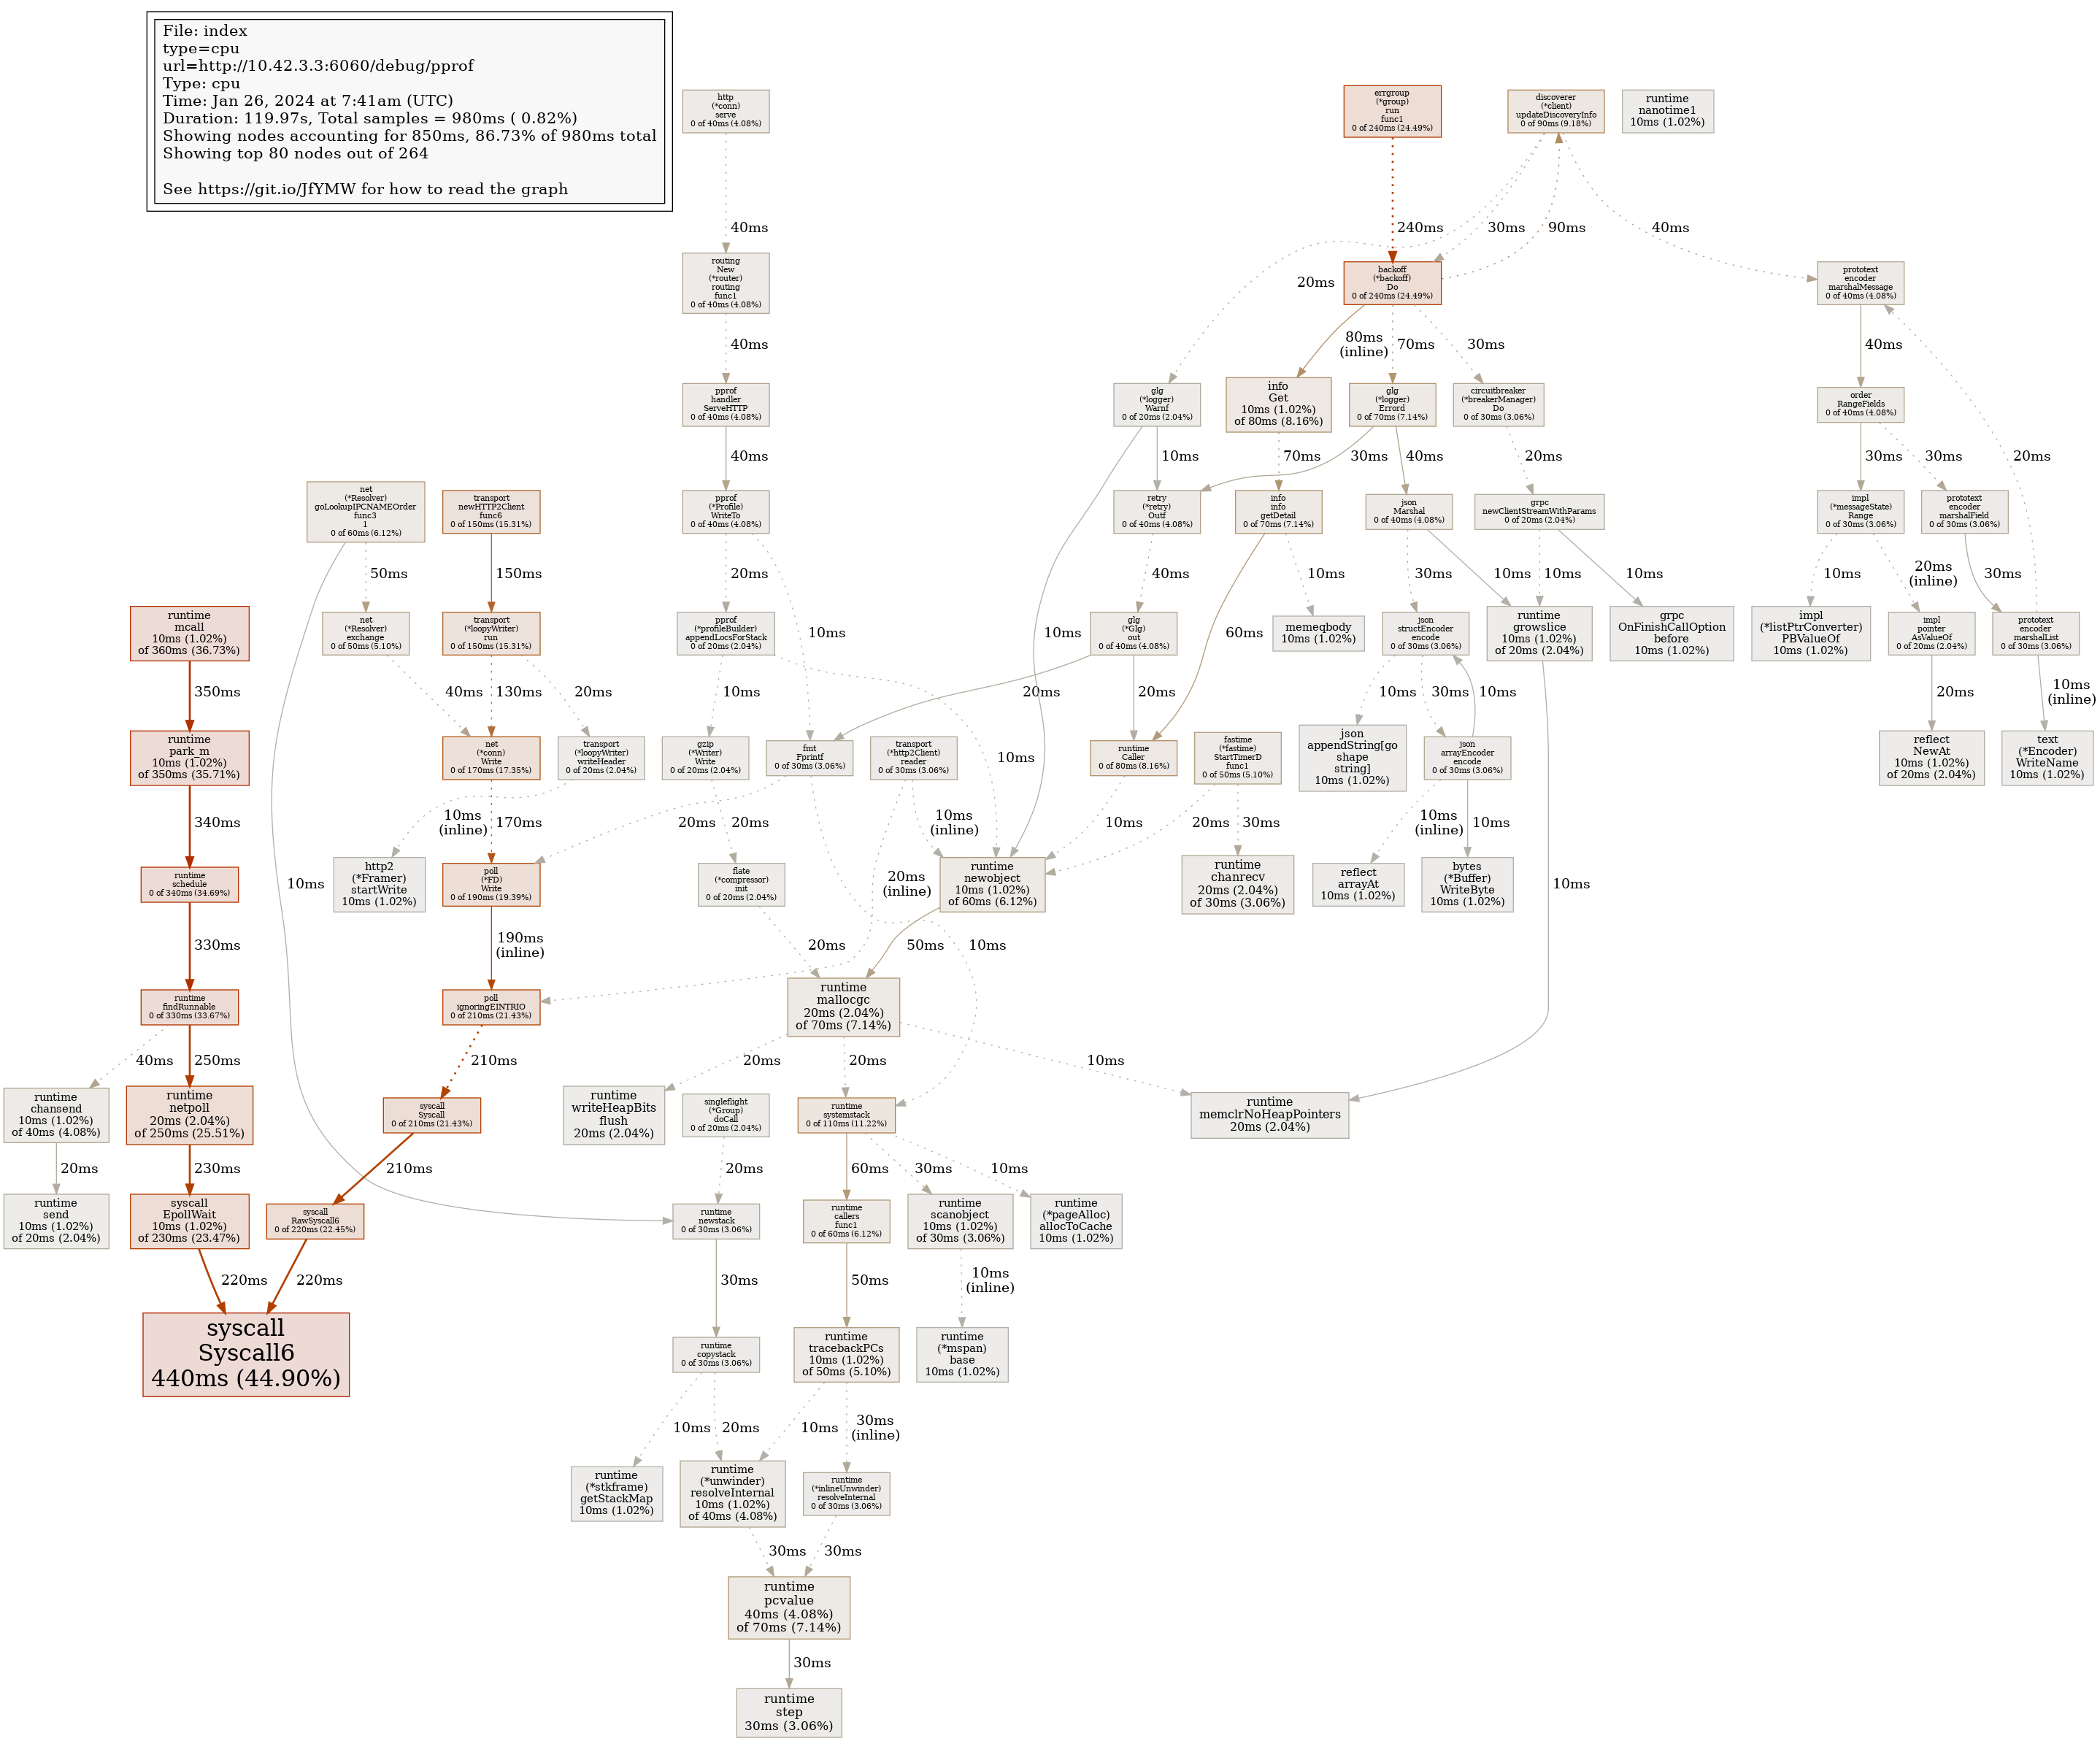 File: index
type=cpu
url=http://10.42.3.3:6060/debug/pprof
Type: cpu
Time: Jan 26, 2024 at 7:41am (UTC)
Duration: 119.97s, Total samples = 980ms ( 0.82%)
Showing nodes accounting for 850ms, 86.73% of 980ms total
Showing top 80 nodes out of 264
See https://git.io/JfYMW for how to read the graph
http
(*conn)
serve
0 of 40ms (4.08%)
errgroup
(*group)
run
func1
0 of 240ms (24.49%)
discoverer
(*client)
updateDiscoveryInfo
0 of 90ms (9.18%)
runtime
nanotime1
10ms (1.02%)
40ms
240ms
30ms
90ms
40ms
routing
New
(*router)
routing
func1
0 of 40ms (4.08%)
20ms
backoff
(*backoff)
Do
0 of 240ms (24.49%)
prototext
encoder
marshalMessage
0 of 40ms (4.08%)
40ms
80ms
(inline)
70ms
30ms
40ms
pprof
handler
ServeHTTP
0 of 40ms (4.08%)
glg
(*logger)
Warnf
0 of 20ms (2.04%)
info
Get
10ms (1.02%)
of 80ms (8.16%)
glg
(*logger)
Errord
0 of 70ms (7.14%)
circuitbreaker
(*breakerManager)
Do
0 of 30ms (3.06%)
order
RangeFields
0 of 40ms (4.08%)
40ms
10ms
70ms
30ms
40ms
20ms
30ms
30ms
20ms
net
(*Resolver)
goLookupIPCNAMEOrder
func3
1
0 of 60ms (6.12%)
transport
newHTTP2Client
func6
0 of 150ms (15.31%)
pprof
(*Profile)
WriteTo
0 of 40ms (4.08%)
retry
(*retry)
Outf
0 of 40ms (4.08%)
info
info
getDetail
0 of 70ms (7.14%)
json
Marshal
0 of 40ms (4.08%)
grpc
newClientStreamWithParams
0 of 20ms (2.04%)
impl
(*messageState)
Range
0 of 30ms (3.06%)
prototext
encoder
marshalField
0 of 30ms (3.06%)
50ms
150ms
20ms
10ms
40ms
10ms
30ms
10ms
10ms
10ms
10ms
20ms
(inline)
30ms
runtime
mcall
10ms (1.02%)
of 360ms (36.73%)
net
(*Resolver)
exchange
0 of 50ms (5.10%)
transport
(*loopyWriter)
run
0 of 150ms (15.31%)
pprof
(*profileBuilder)
appendLocsForStack
0 of 20ms (2.04%)
10ms
glg
(*Glg)
out
0 of 40ms (4.08%)
60ms
memeqbody
10ms (1.02%)
json
structEncoder
encode
0 of 30ms (3.06%)
runtime
growslice
10ms (1.02%)
of 20ms (2.04%)
grpc
OnFinishCallOption
before
10ms (1.02%)
impl
(*listPtrConverter)
PBValueOf
10ms (1.02%)
impl
pointer
AsValueOf
0 of 20ms (2.04%)
prototext
encoder
marshalList
0 of 30ms (3.06%)
350ms
40ms
130ms
20ms
10ms
20ms
20ms
10ms
30ms
10ms
20ms
10ms
(inline)
runtime
park_m
10ms (1.02%)
of 350ms (35.71%)
net
(*conn)
Write
0 of 170ms (17.35%)
transport
(*loopyWriter)
writeHeader
0 of 20ms (2.04%)
gzip
(*Writer)
Write
0 of 20ms (2.04%)
fmt
Fprintf
0 of 30ms (3.06%)
transport
(*http2Client)
reader
0 of 30ms (3.06%)
10ms
runtime
Caller
0 of 80ms (8.16%)
fastime
(*fastime)
StartTimerD
func1
0 of 50ms (5.10%)
json
appendString[go
shape
string]
10ms (1.02%)
json
arrayEncoder
encode
0 of 30ms (3.06%)
reflect
NewAt
10ms (1.02%)
of 20ms (2.04%)
text
(*Encoder)
WriteName
10ms (1.02%)
340ms
10ms
(inline)
170ms
20ms
20ms
10ms
(inline)
10ms
20ms
30ms
10ms
(inline)
10ms
runtime
schedule
0 of 340ms (34.69%)
10ms
http2
(*Framer)
startWrite
10ms (1.02%)
poll
(*FD)
Write
0 of 190ms (19.39%)
flate
(*compressor)
init
0 of 20ms (2.04%)
20ms
(inline)
runtime
newobject
10ms (1.02%)
of 60ms (6.12%)
runtime
chanrecv
20ms (2.04%)
of 30ms (3.06%)
reflect
arrayAt
10ms (1.02%)
bytes
(*Buffer)
WriteByte
10ms (1.02%)
10ms
330ms
190ms
(inline)
20ms
50ms
10ms
runtime
findRunnable
0 of 330ms (33.67%)
poll
ignoringEINTRIO
0 of 210ms (21.43%)
runtime
mallocgc
20ms (2.04%)
of 70ms (7.14%)
40ms
250ms
210ms
20ms
20ms
10ms
runtime
chansend
10ms (1.02%)
of 40ms (4.08%)
runtime
netpoll
20ms (2.04%)
of 250ms (25.51%)
syscall
Syscall
0 of 210ms (21.43%)
runtime
writeHeapBits
flush
20ms (2.04%)
singleflight
(*Group)
doCall
0 of 20ms (2.04%)
runtime
systemstack
0 of 110ms (11.22%)
runtime
memclrNoHeapPointers
20ms (2.04%)
20ms
230ms
210ms
20ms
60ms
30ms
10ms
runtime
send
10ms (1.02%)
of 20ms (2.04%)
syscall
EpollWait
10ms (1.02%)
of 230ms (23.47%)
syscall
RawSyscall6
0 of 220ms (22.45%)
runtime
newstack
0 of 30ms (3.06%)
runtime
callers
func1
0 of 60ms (6.12%)
runtime
scanobject
10ms (1.02%)
of 30ms (3.06%)
runtime
(*pageAlloc)
allocToCache
10ms (1.02%)
220ms
220ms
30ms
50ms
10ms
(inline)
syscall
Syscall6
440ms (44.90%)
runtime
copystack
0 of 30ms (3.06%)
runtime
tracebackPCs
10ms (1.02%)
of 50ms (5.10%)
runtime
(*mspan)
base
10ms (1.02%)
10ms
20ms
10ms
30ms
(inline)
runtime
(*stkframe)
getStackMap
10ms (1.02%)
runtime
(*unwinder)
resolveInternal
10ms (1.02%)
of 40ms (4.08%)
runtime
(*inlineUnwinder)
resolveInternal
0 of 30ms (3.06%)
30ms
30ms
runtime
pcvalue
40ms (4.08%)
of 70ms (7.14%)
30ms
runtime
step
30ms (3.06%)